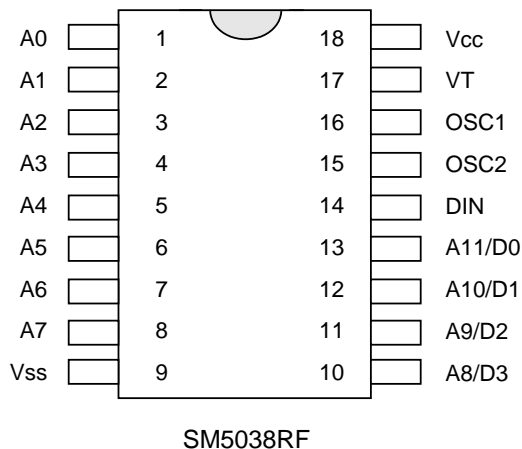 A0 1 18 Vcc
A1 2 17 VT
A2 3 16 OSC1
A3 4 15 OSC2
A4 5 14 DIN
A5 6 13 A11/D0
A6 7 12 A10/D1
A7 8 11 A9/D2
Vss 9 10 A8/D3
SM5038RF